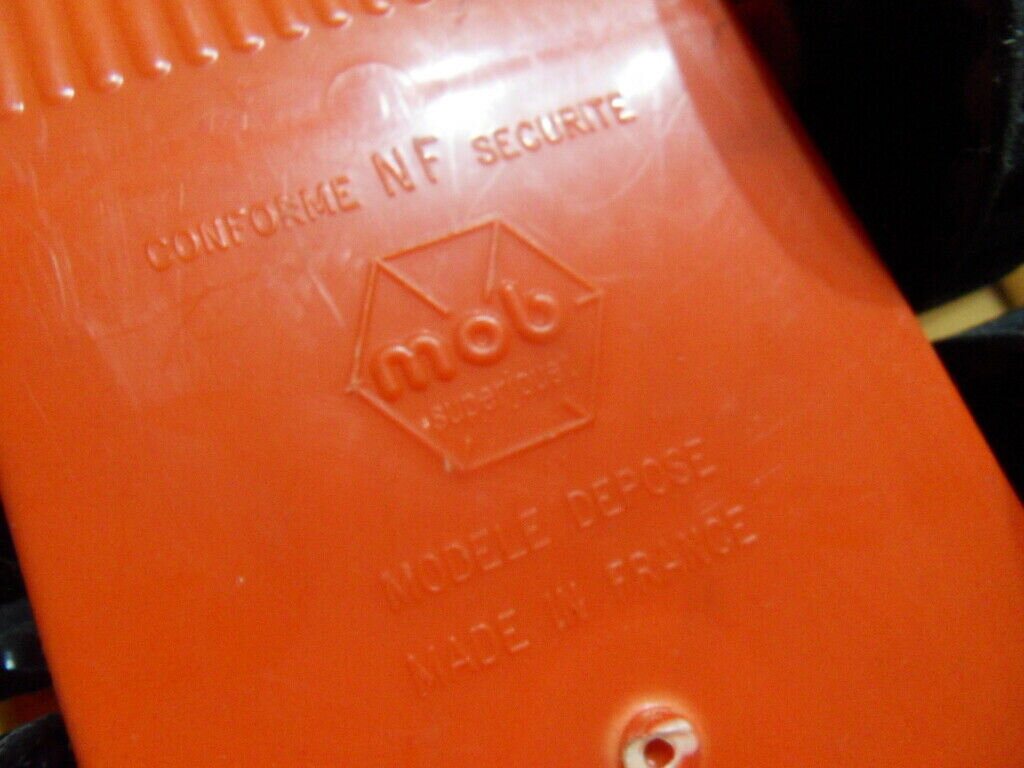 CONFORME NF SECURITE
mob
MODELE DEPOSE
MADE IN FRANCE